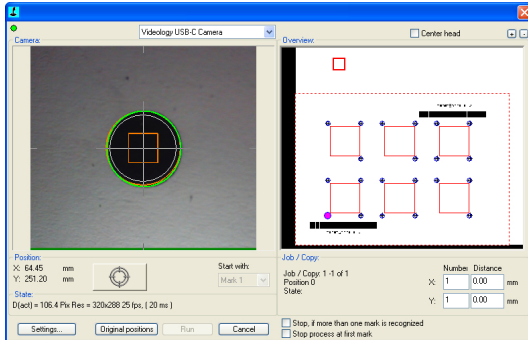 Videology USB-C Camera
Center head
+ -
Camera:
Overview:
Position:
X: 64.45 mm
Y: 251.20 mm
Start with:
Mark 1
State:
D(act) = 106.4 Pix Res = 320x288 25 fps, ( 20 ms )
Job / Copy:
Job / Copy: 1 -1 of 1
Position 0
State:
Number Distance
X: 1 0.00 mm
Y: 1 0.00 mm
Settings... Original positions Run Cancel
Stop, if more than one mark is recognized
Stop process at first mark